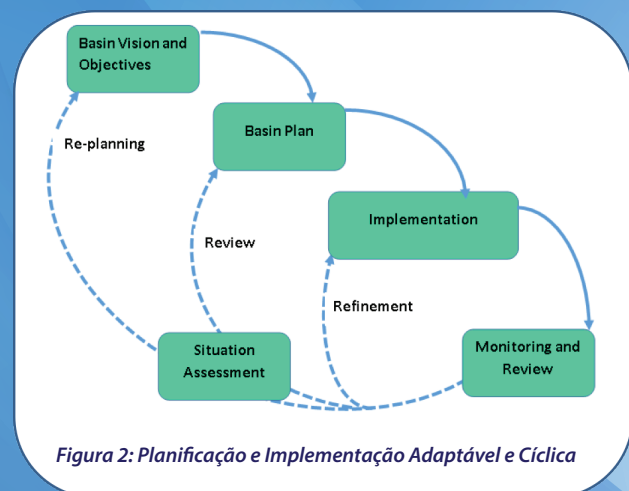 Basin Vision and
Objectives
Re-planning
Basin Plan
Review
Implementation
Refinement
Situation
Assessment
Monitoring and
Review
Figura 2: Planificação e Implementação Adaptável e Cíclica